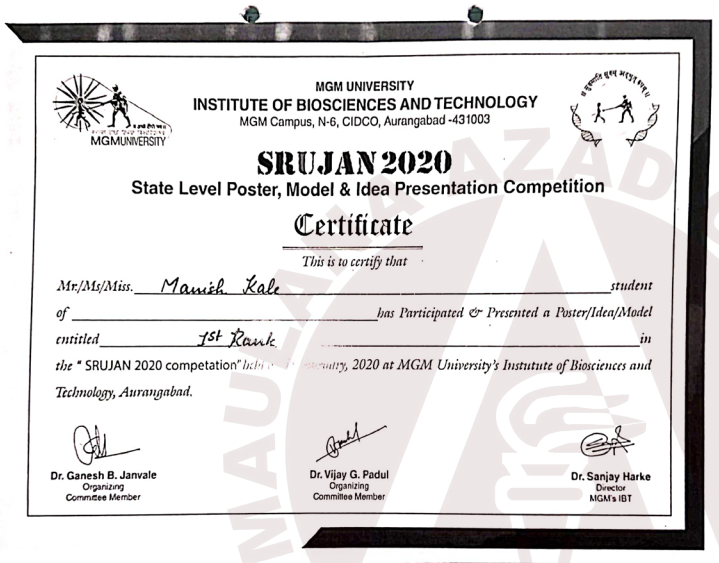 MGM UNIVERSITY
INSTITUTE OF BIOSCIENCES AND TECHNOLOGY
MGM Campus, N-6, CIDCO, Aurangabad -431003
MGMUNIVERSITY
SRUJAN 2020
State Level Poster, Model & Idea Presentation Competition
Certificate
This is to certify that
Mr./Ms/Miss. Manish Kale student
of has Participated & Presented a Poster/Idea/Model
entitled 1st Rank in
the " SRUJAN 2020 competation" 2020 at MGM University's Instutute of Biosciences and
Technology, Aurangabad.
Dr. Ganesh B. Janvale
Organizing
Committee Member
Dr. Vijay G. Padul
Organizing
Committee Member
Dr. Sanjay Harke
Director
MGM's IBT
MAULANA AZAD